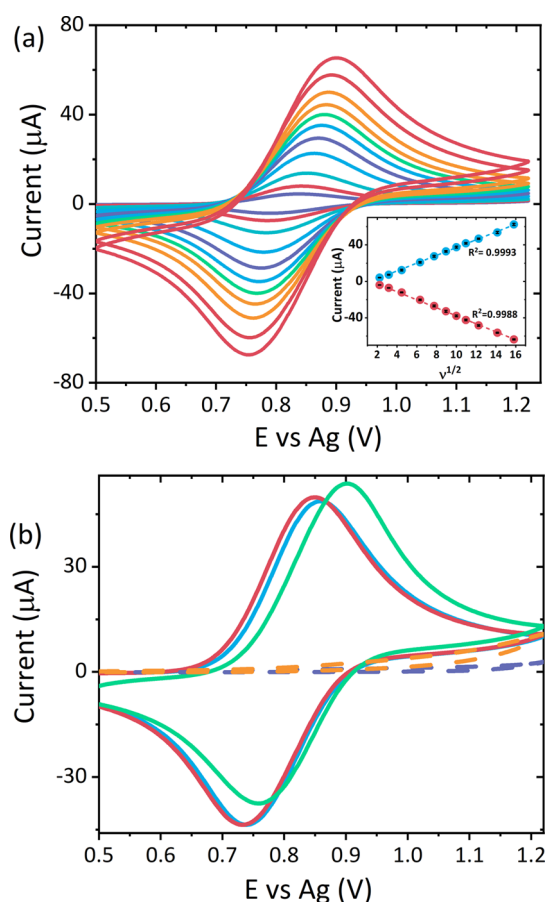 (a)
80
40
0
-40
-80
Current (µA)
0.5 0.6 0.7 0.8 0.9 1.0 1.1 1.2
E vs Ag (V)
40
0
-40
Current (µA)
R²= 0.9993
R²=0.9988
2 4 6 8 10 12 14 16
ν1/2
(b)
30
0
-30
Current (µA)
0.5 0.6 0.7 0.8 0.9 1.0 1.1 1.2
E vs Ag (V)